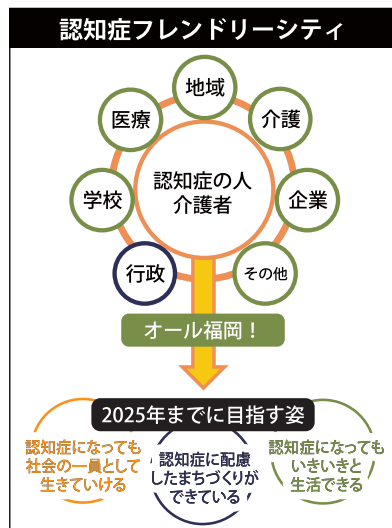 認知症フレンドリーシティ
地域
医療
介護
認知症の人
介護者
学校
企業
行政
その他
オール福岡！
2025年までに目指す姿
認知症になっても
社会の一員として
生きていける
認知症に配慮
したまちづくりが
できている
認知症になっても
いきいきと
生活できる